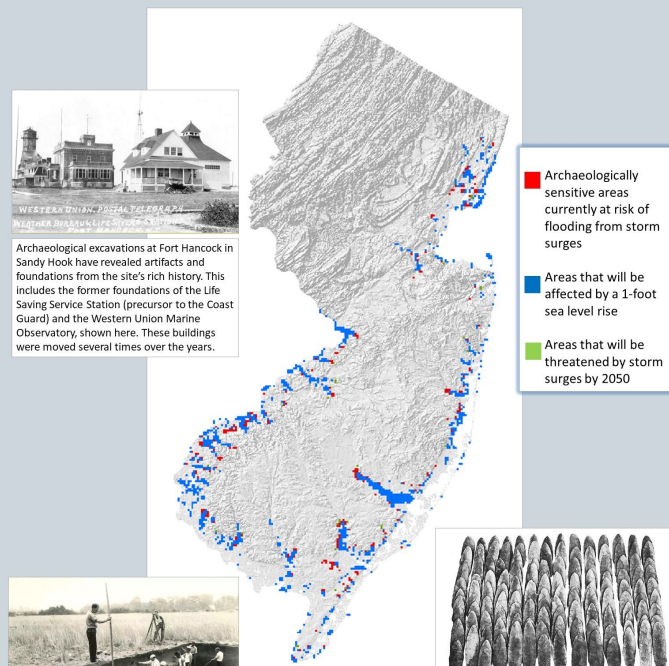 WESTERN UNION. POSTAL TELEGRAPH
WEATHER BUREAU & LIFE
FORT HANCOCK N.J.
Archaeological excavations at Fort Hancock in
Sandy Hook have revealed artifacts and
foundations from the site's rich history. This
includes the former foundations of the Life
Saving Service Station (precursor to the Coast
Guard) and the Western Union Marine
Observatory, shown here. These buildings
were moved several times over the years.
Archaeologically
sensitive areas
currently at risk of
flooding from storm
surges
Areas that will be
affected by a 1-foot
sea level rise
Areas that will be
threatened by storm
surges by 2050